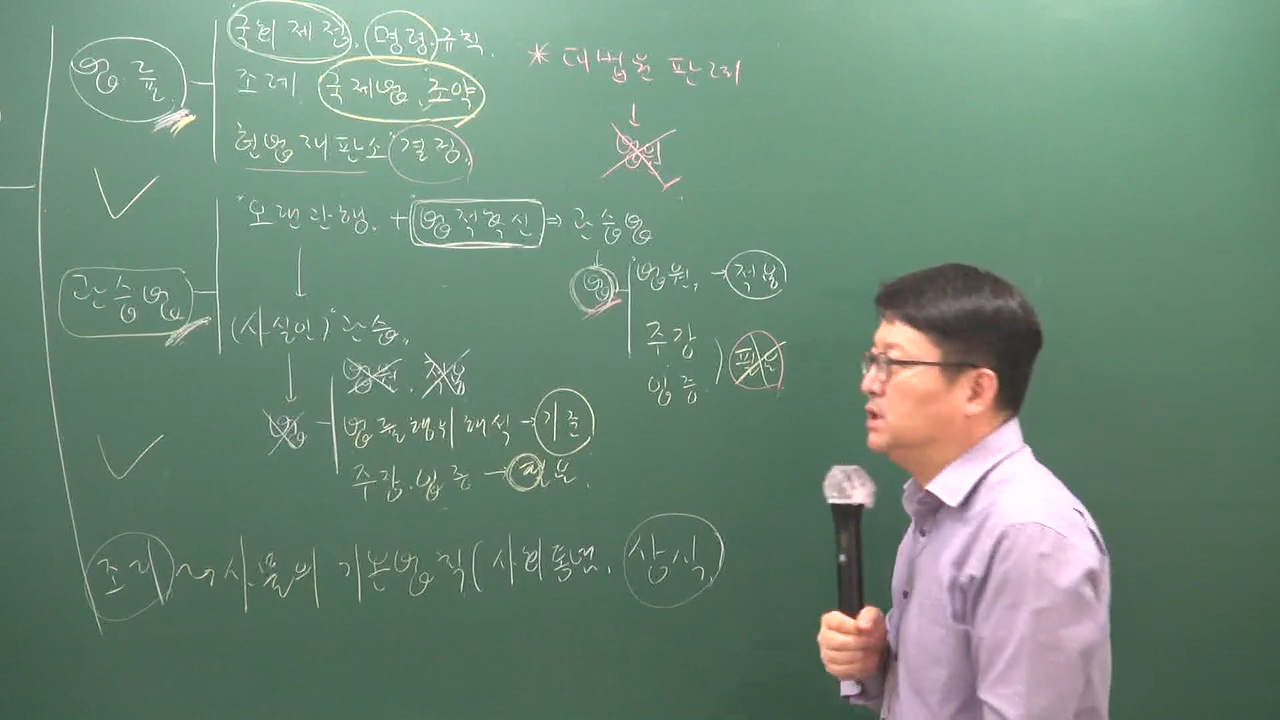 법률
국회 제정, 명령, 규칙,
조례 국제법, 조약
헌법재판소 "결정,
* 대법원 판례
↓
법원
관습법
"오랜관행, + 법적확신 ⇒ 관습법
↓
(사실인) 관습,,
↓
법
법원, 적용
법률행위해석 → 기준
주장, 입증 → 필요,
↓
법
"법원, → 적용
주장
입증, ) 필요
조리 ~> 사물의 기본법칙 (사회통념, 상식